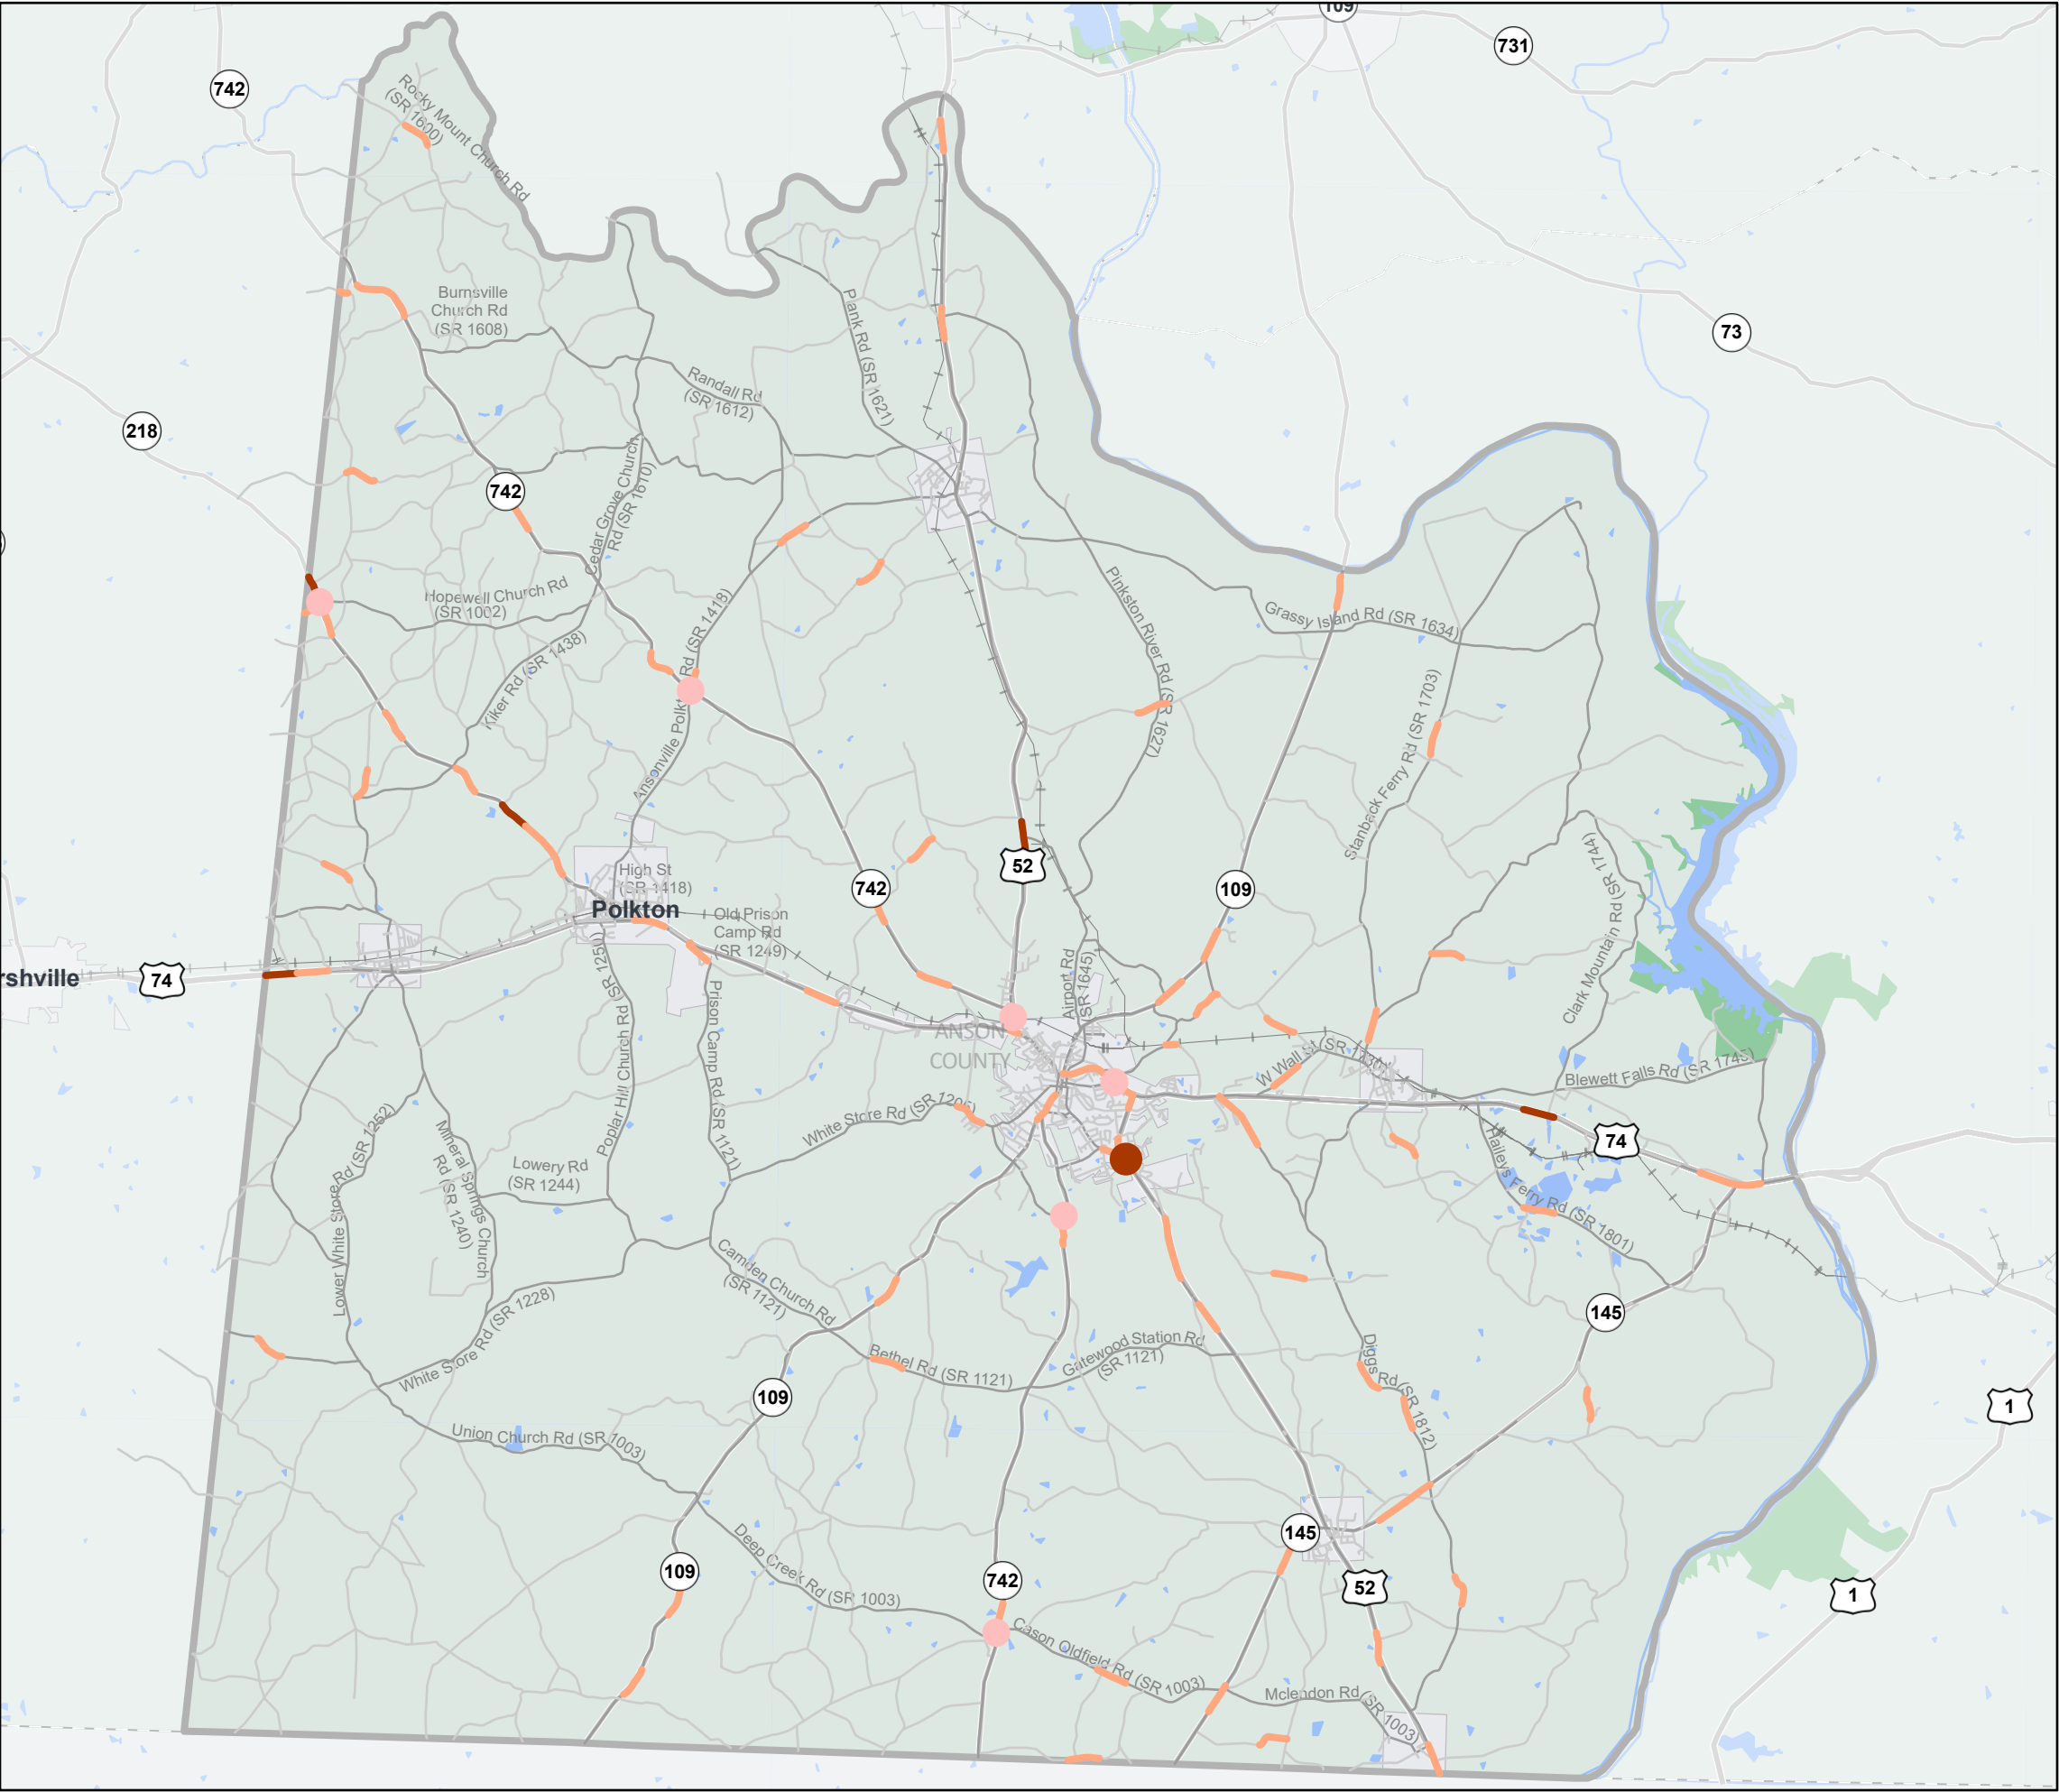 109
731
742
Rocky Mount Church Rd
(SR 1600)
Burnsville
Church Rd
(SR 1608)
73
Plank Rd (SR 1621)
Randall Rd
(SR 1612)
218
742
Cedar Grove Church
Rd (SR 1670)
Hopewell Church Rd
(SR 1002)
Pinkston River Rd (SR 1627)
Grassy Island Rd (SR 1634)
Kiker Rd (SR 1438)
Ansonville Polk
Rd (SR 1418)
Stanback Ferry Rd (SR 1703)
52
742
109
High St
(SR 1418)
Polkton
Old Prison
Camp Rd
(SR 1249)
Clark Mountain Rd (SR 1744)
rshville
74
Airport Rd
(SR 1645)
ANSON
COUNTY
W Wall St (SR
Blewett Falls Rd (SR 1745)
Poplar Hill Church Rd
Prison Camp Rd (SR 1121)
White Store Rd (SR 1205)
74
Lower White Store Rd (SR 1252)
Mineral Springs Church
Rd (SR 1240)
Lowery Rd
(SR 1244)
Haileys Ferry Rd (SR 1801)
Camden Church Rd
(SR 1121)
White Store Rd (SR 1228)
145
Bethel Rd (SR 1121)
Gatewood Station Rd
(SR 1121)
Diggs Rd (SR 1812)
109
1
Union Church Rd (SR 1003)
145
Deep Creek Rd (SR 1003)
109
742
52
1
Cason Oldfield Rd (SR 1003)
Mclendon Rd (SR 1003)